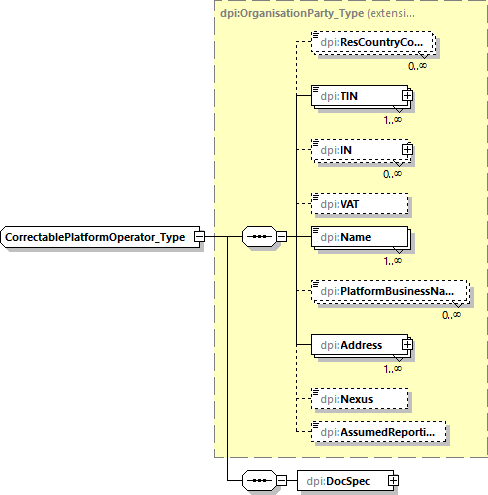 dpi:OrganisationParty_Type (extensi...
dpi:ResCountryCo...
0..∞
dpi:TIN
1..∞
dpi:IN
0..∞
dpi:VAT
CorrectablePlatformOperator_Type
dpi:Name
1..∞
dpi:PlatformBusinessNa...
0..∞
dpi:Address
1..∞
dpi:Nexus
dpi:AssumedReporti...
dpi:DocSpec